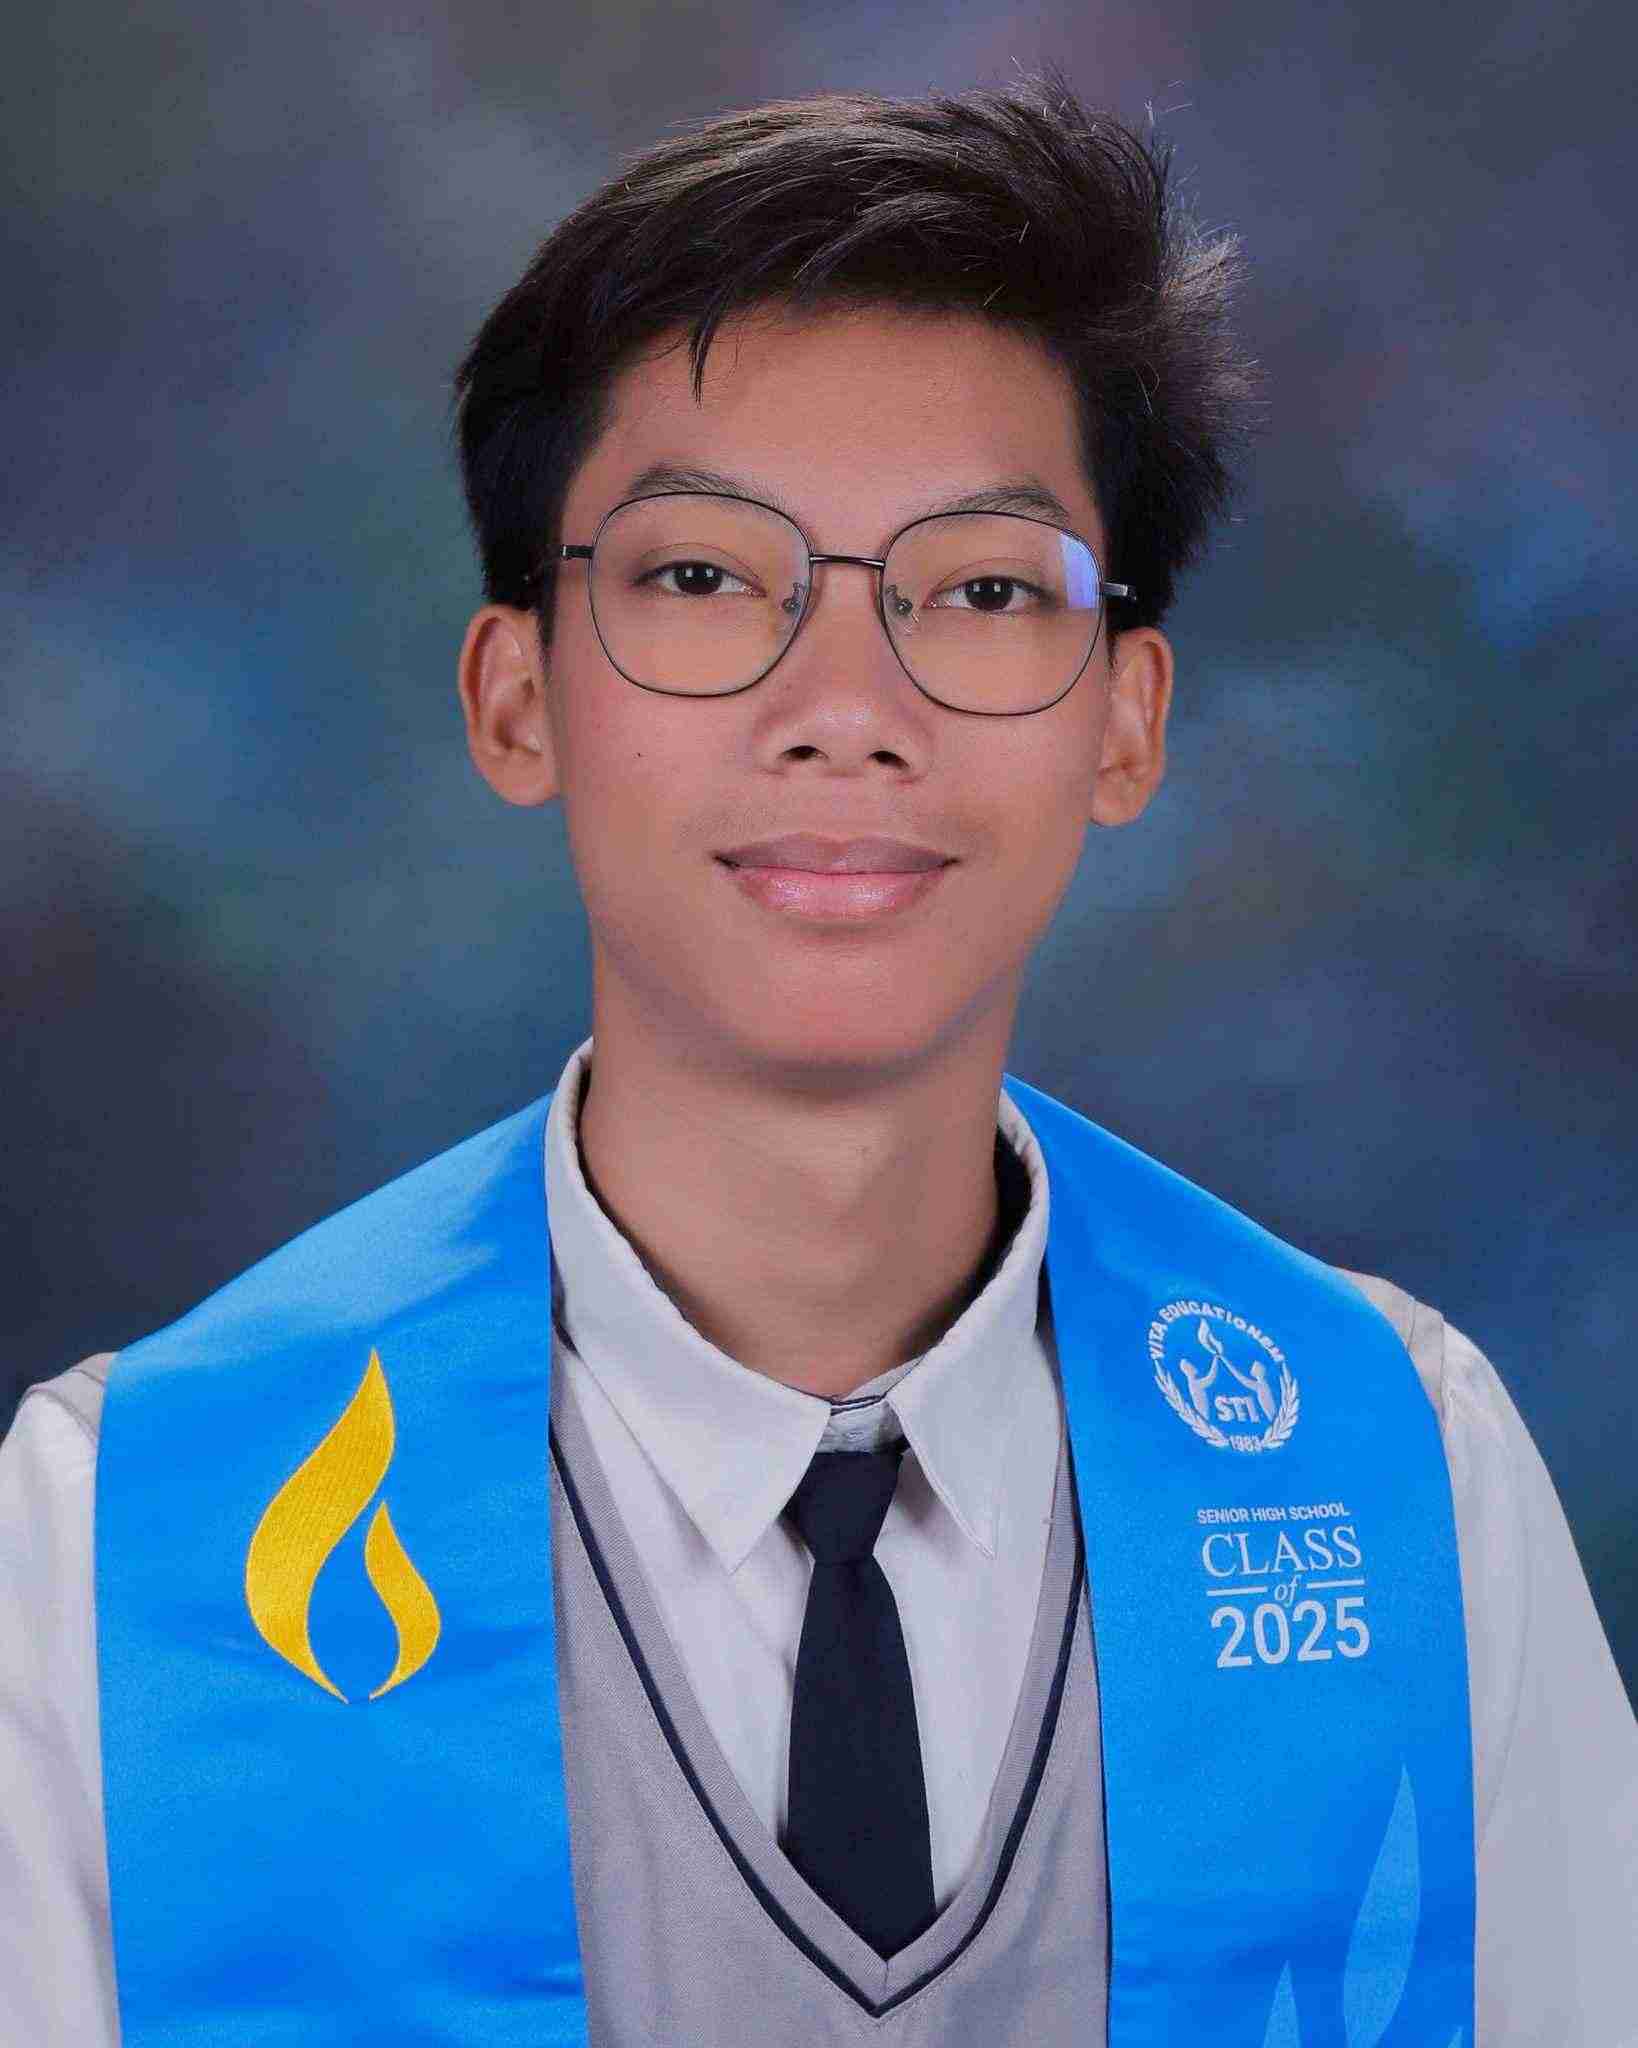 VITA EDUCATIONEM
STI
1983
SENIOR HIGH SCHOOL
CLASS
of
2025